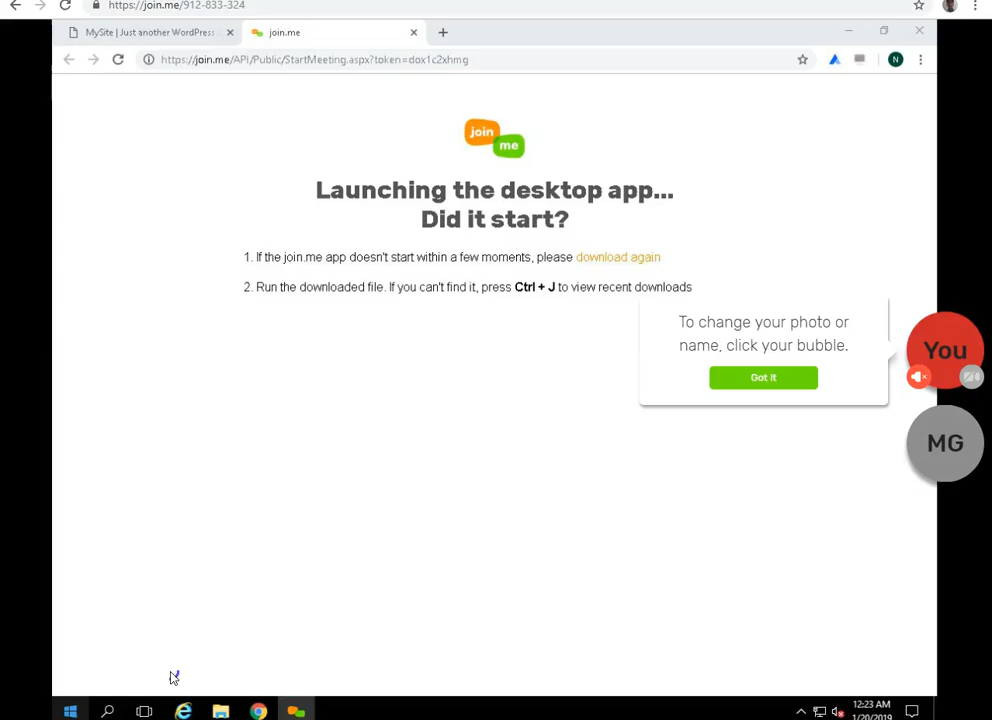 https://join.me/912-833-324
MySite | Just another WordPress
join.me
https://join.me/API/Public/StartMeeting.aspx?token=dox1c2xhmg
N
join
me
Launching the desktop app...
Did it start?
1. If the join.me app doesn't start within a few moments, please download again
2. Run the downloaded file. If you can't find it, press Ctrl + J to view recent downloads
To change your photo or
name, click your bubble.
Got It
You
MG
12:23 AM
1/20/2019